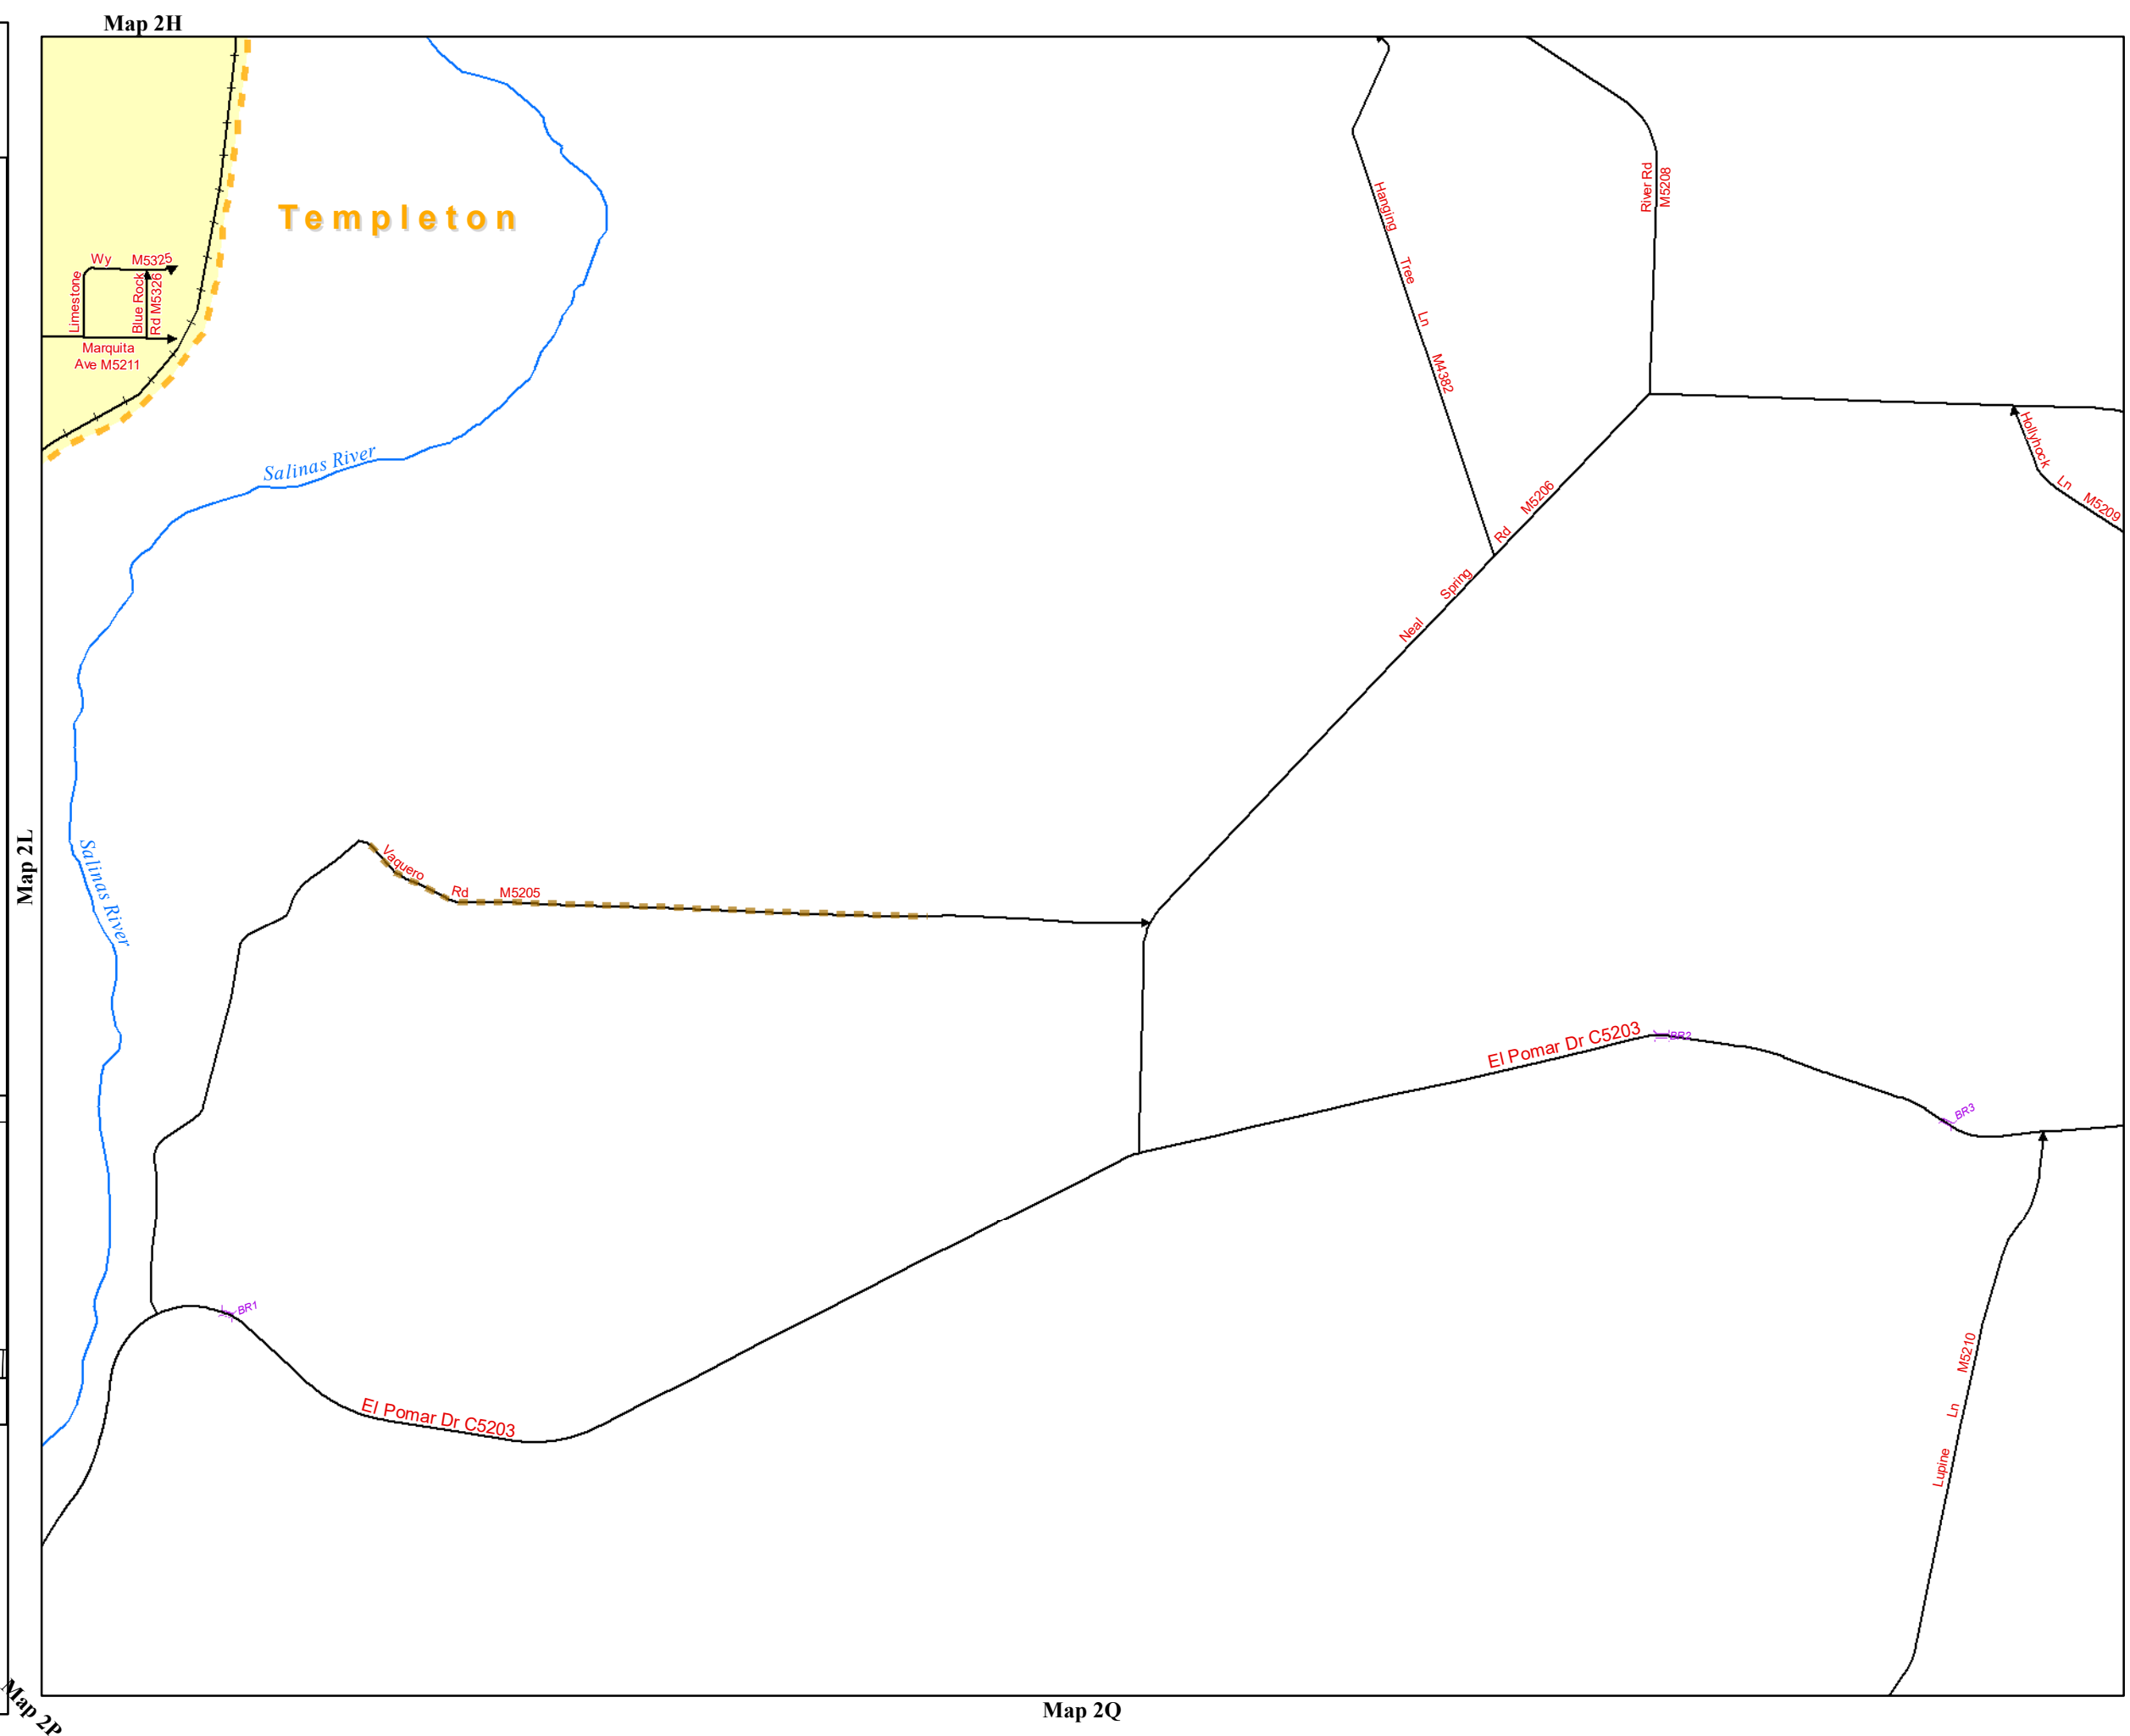 Map 2H
Templeton
River Rd
M5208
Hanging Tree Ln M4382
Wy M5325
Limestone
Blue Rock
Rd M5326
Marquita
Ave M5211
Hollyhock Ln M5209
Salinas River
Neal Spring Rd M5206
Map 2L
Salinas River
Vaquero Rd M5205
El Pomar Dr C5203
BR2
BR3
BR1
El Pomar Dr C5203
Lupine Ln M5210
Map 2P
Map 2Q